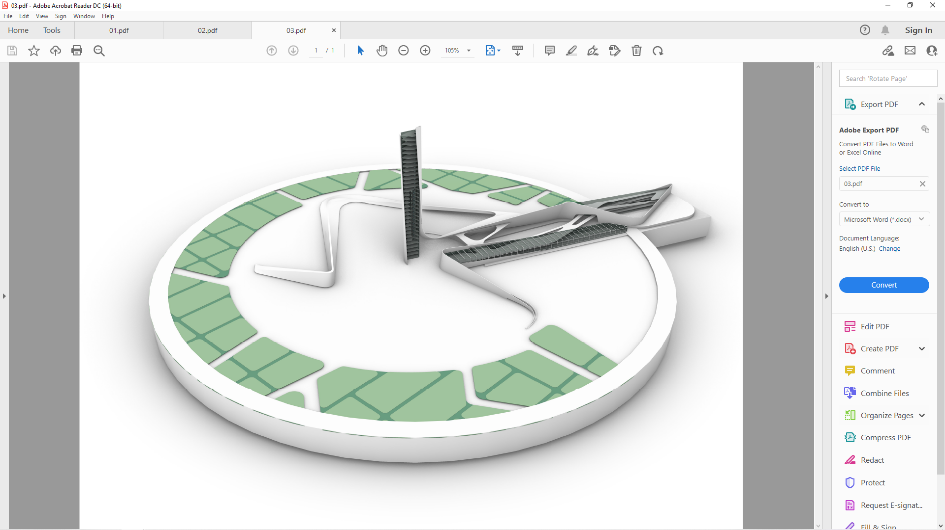 03.pdf - Adobe Acrobat Reader DC (64-bit)
File Edit View Sign Window Help
Home Tools 01.pdf 02.pdf 03.pdf Sign In
1 / 1 105%
Search 'Rotate Page'
Export PDF
Adobe Export PDF
Convert PDF Files to Word
or Excel Online
Select PDF File
03.pdf
Convert to
Microsoft Word (*.docx)
Document Language:
English (U.S.) Change
Convert
Edit PDF
Create PDF
Comment
Combine Files
Organize Pages
Compress PDF
Redact
Protect
Request E-signat...
Fill & Sign